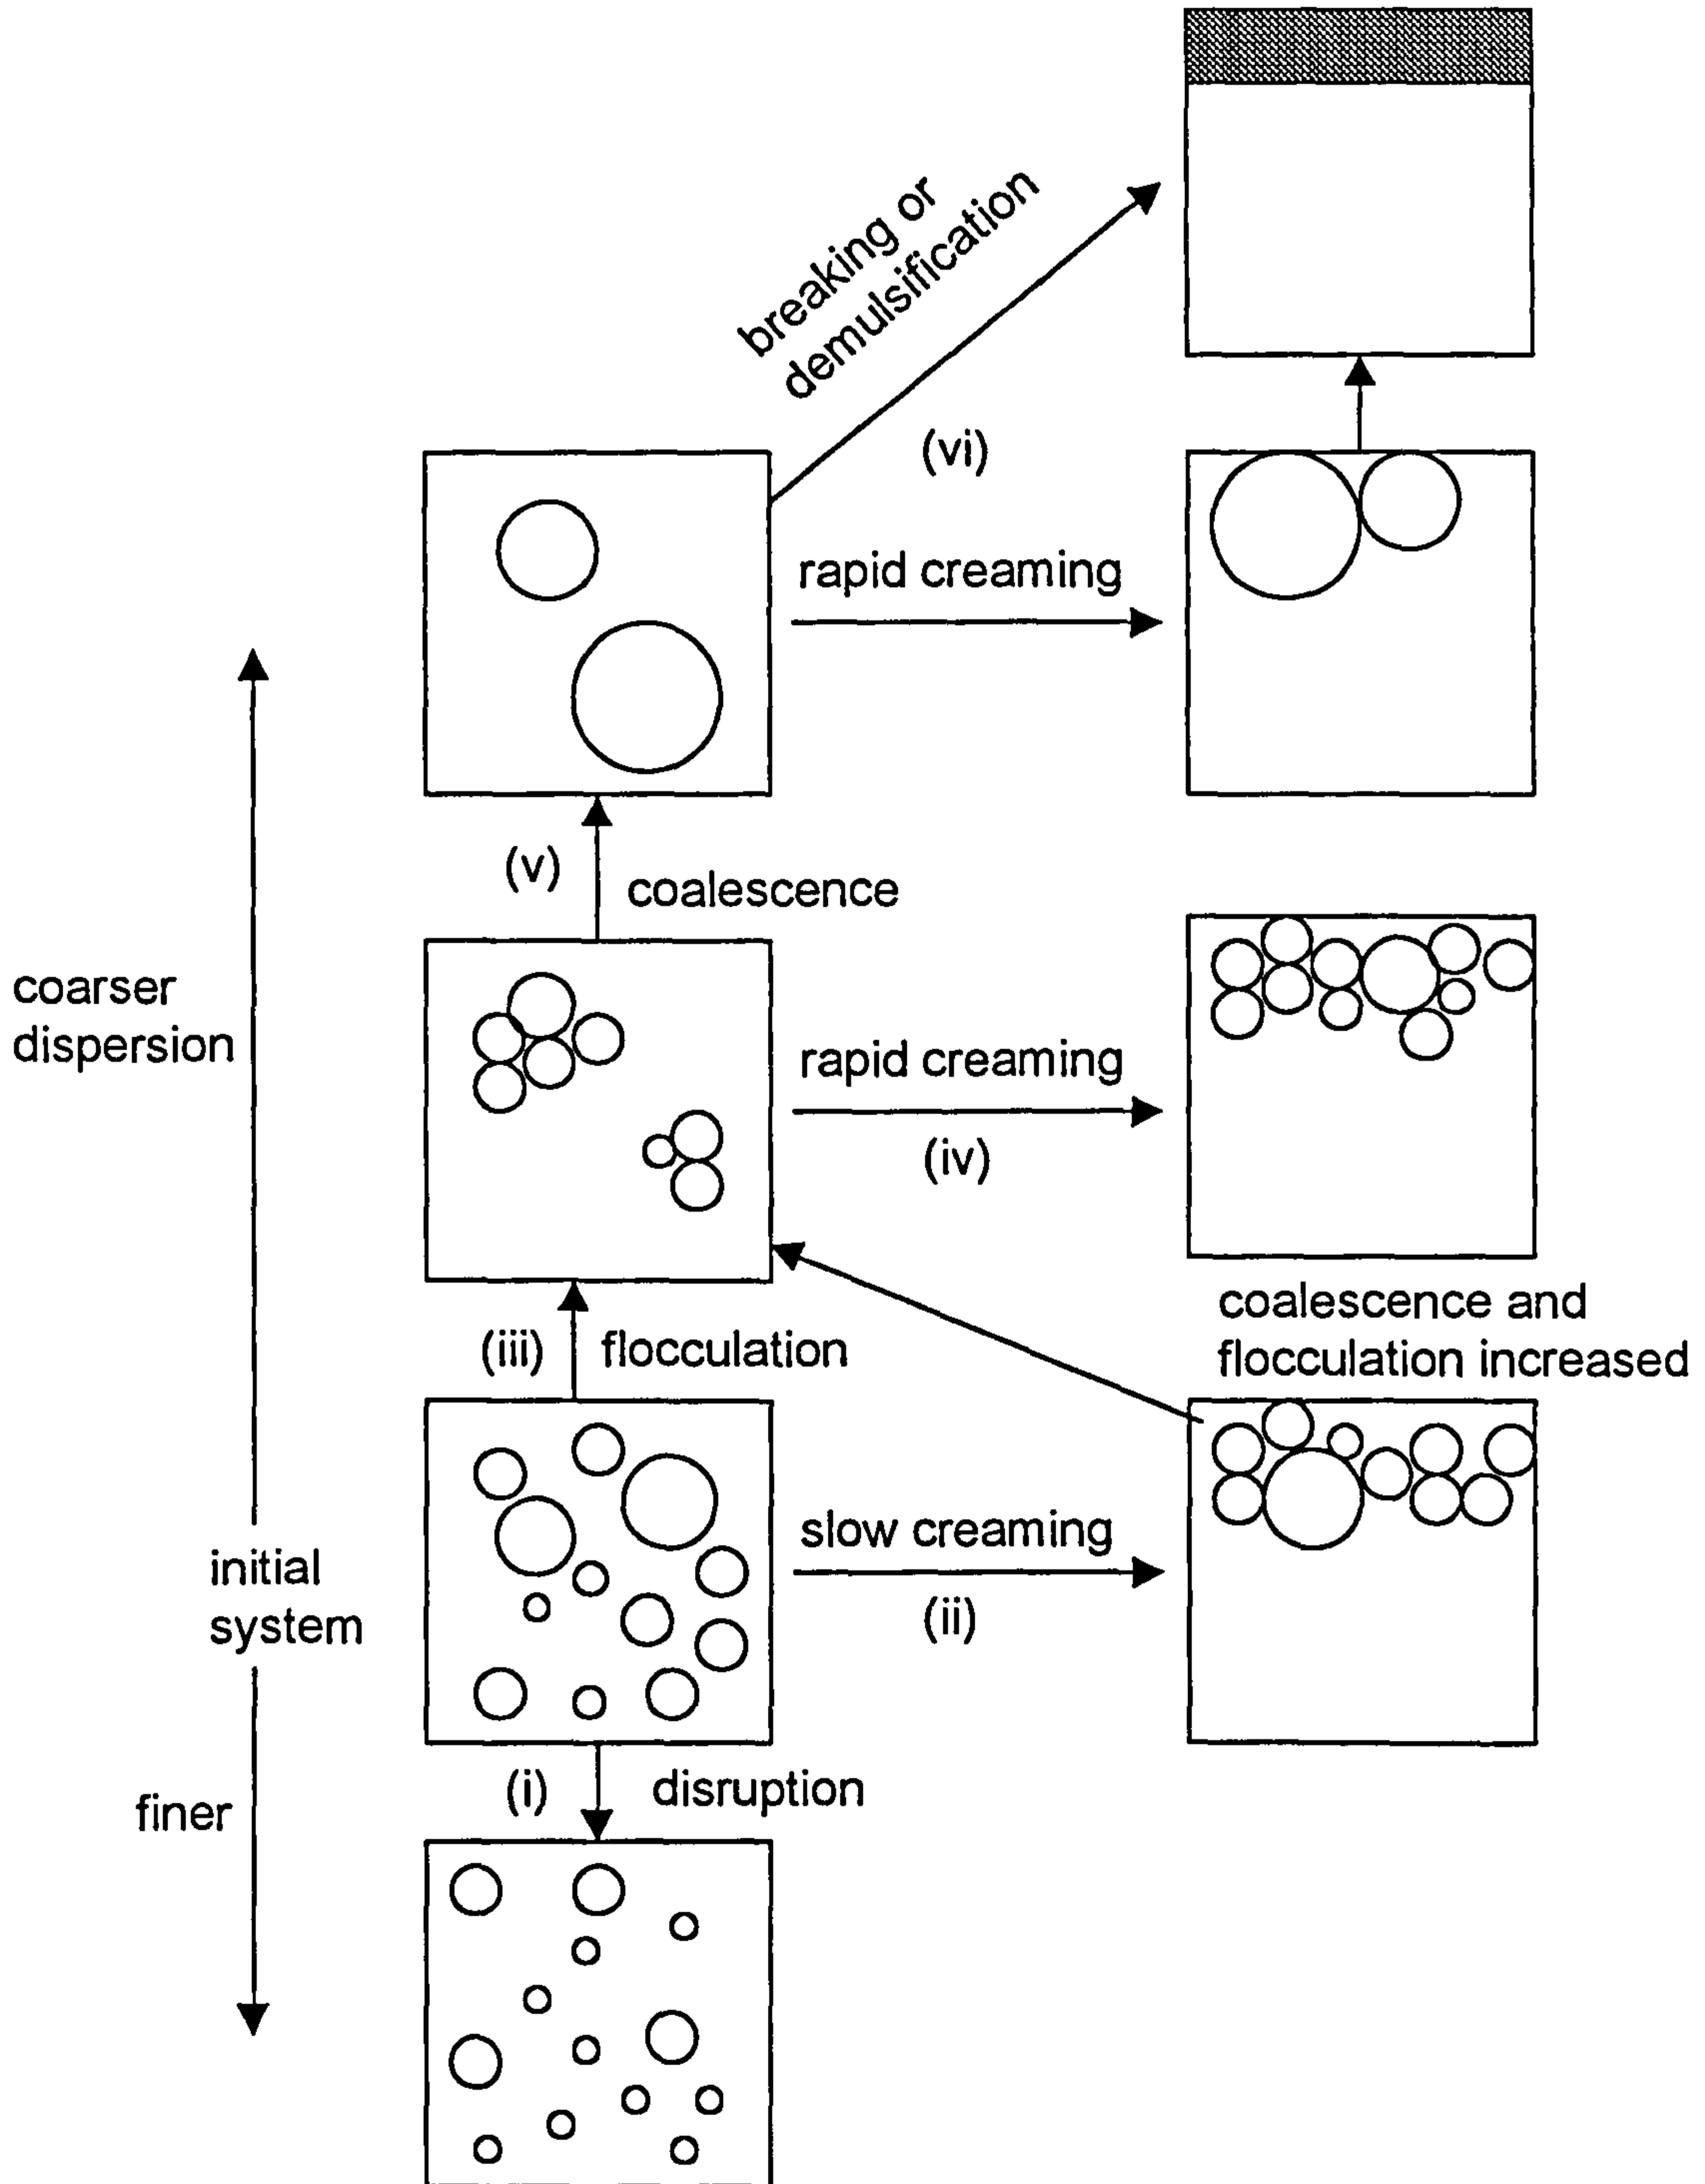 breaking or
demulsification
(vi)
rapid creaming
(v)
coalescence
coarser
dispersion
rapid creaming
(iv)
coalescence and
flocculation increased
(iii)
flocculation
slow creaming
(ii)
initial
system
(i)
disruption
finer